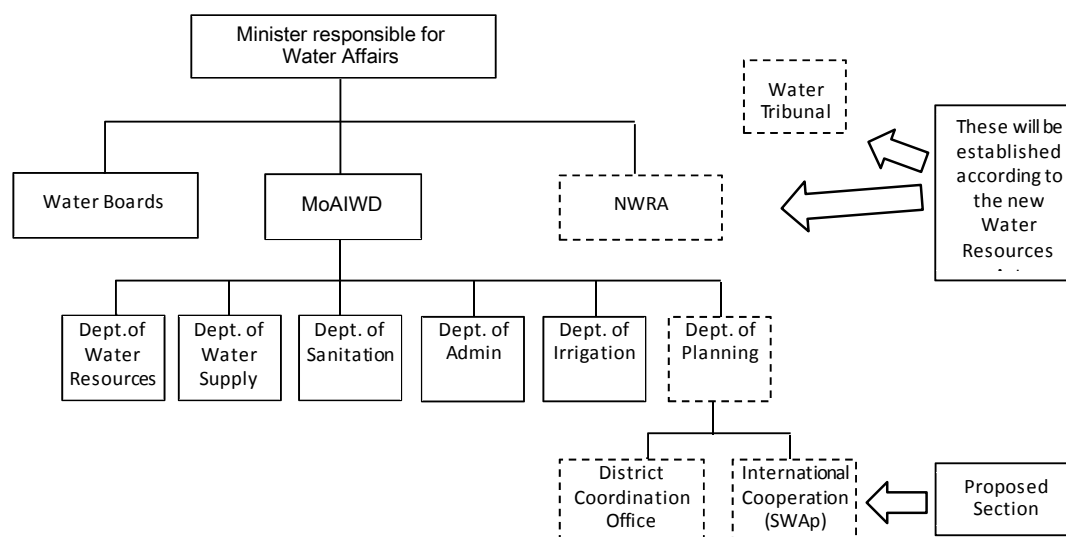 Minister responsible for
Water Affairs
Water
Tribunal
These will be
established
according to
the new
Water
Resources
Water Boards
MoAIWD
NWRA
Dept. of
Water
Resources
Dept. of
Water
Supply
Dept. of
Sanitation
Dept. of
Admin
Dept. of
Irrigation
Dept. of
Planning
District
Coordination
Office
International
Cooperation
(SWAp)
Proposed
Section